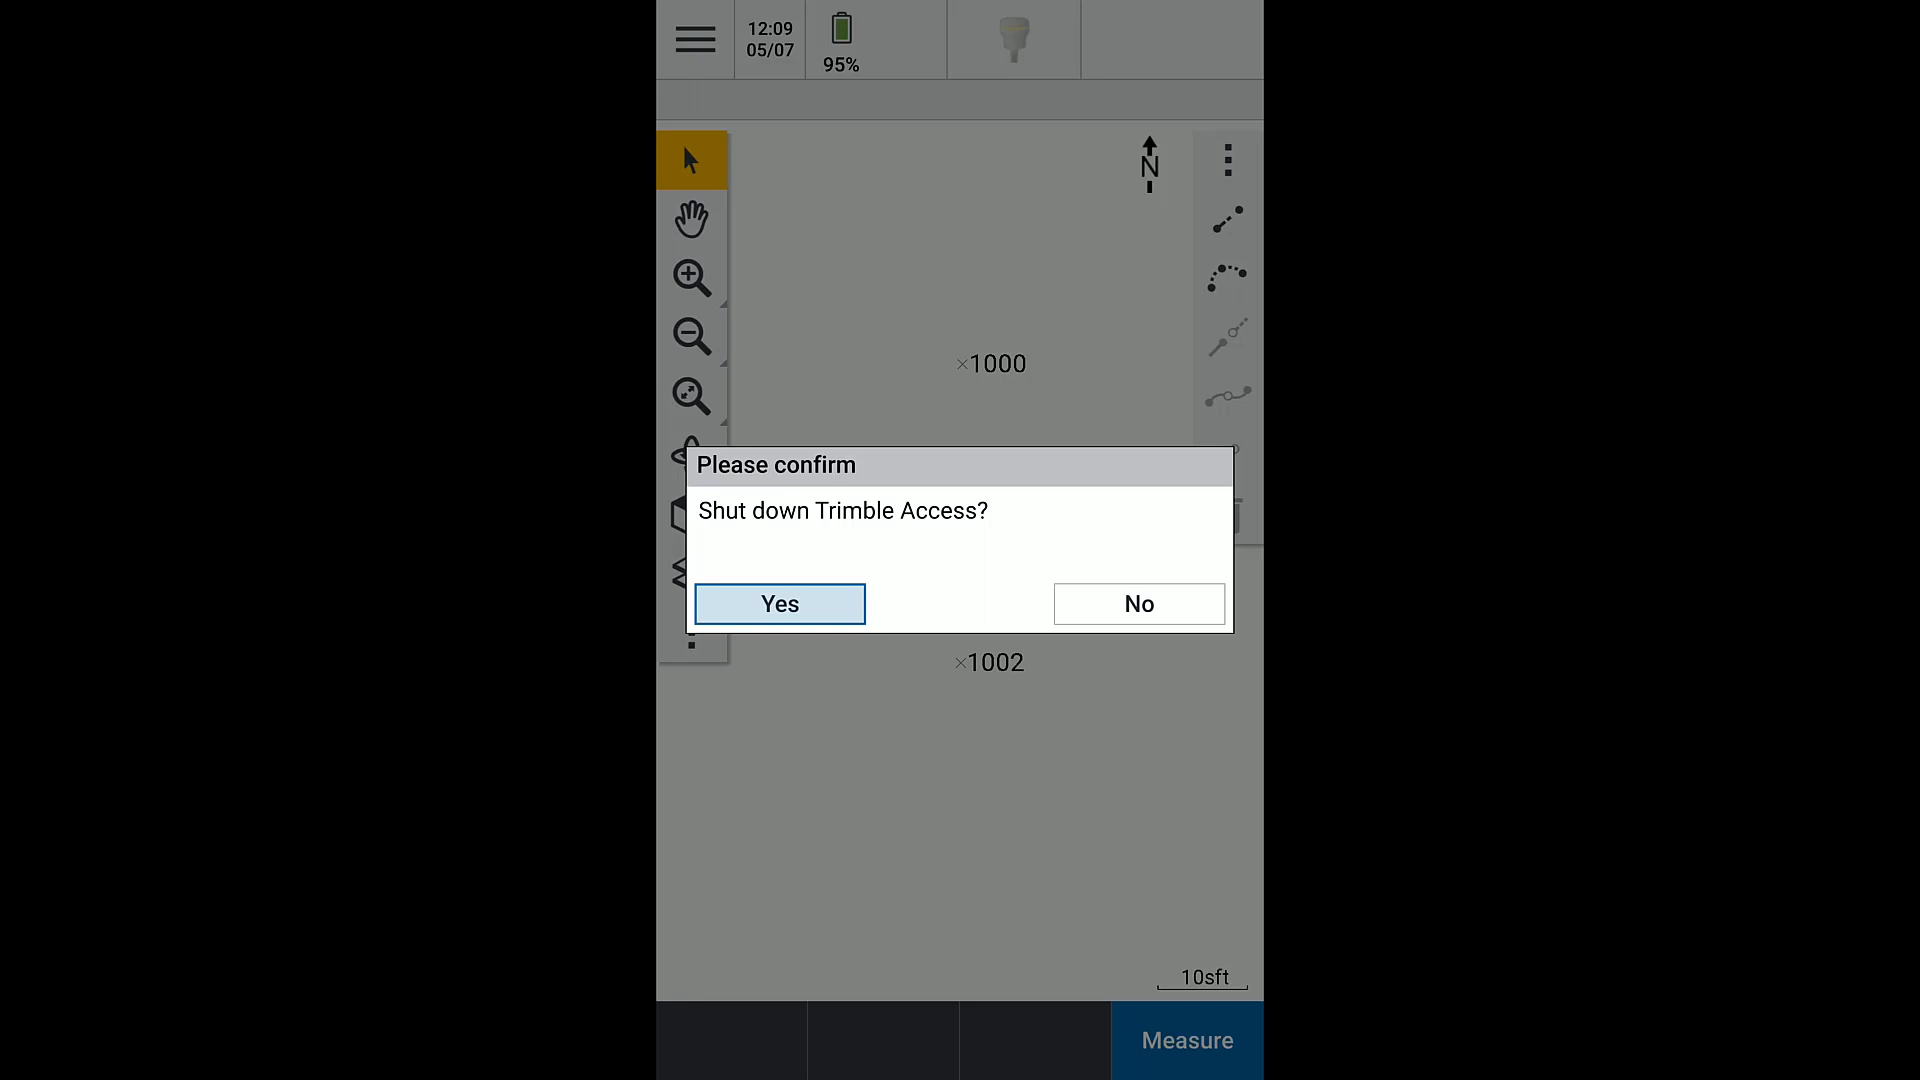 12:09
05/07
95%
N
×1000
Please confirm
Shut down Trimble Access?
Yes
No
×1002
10sft
Measure